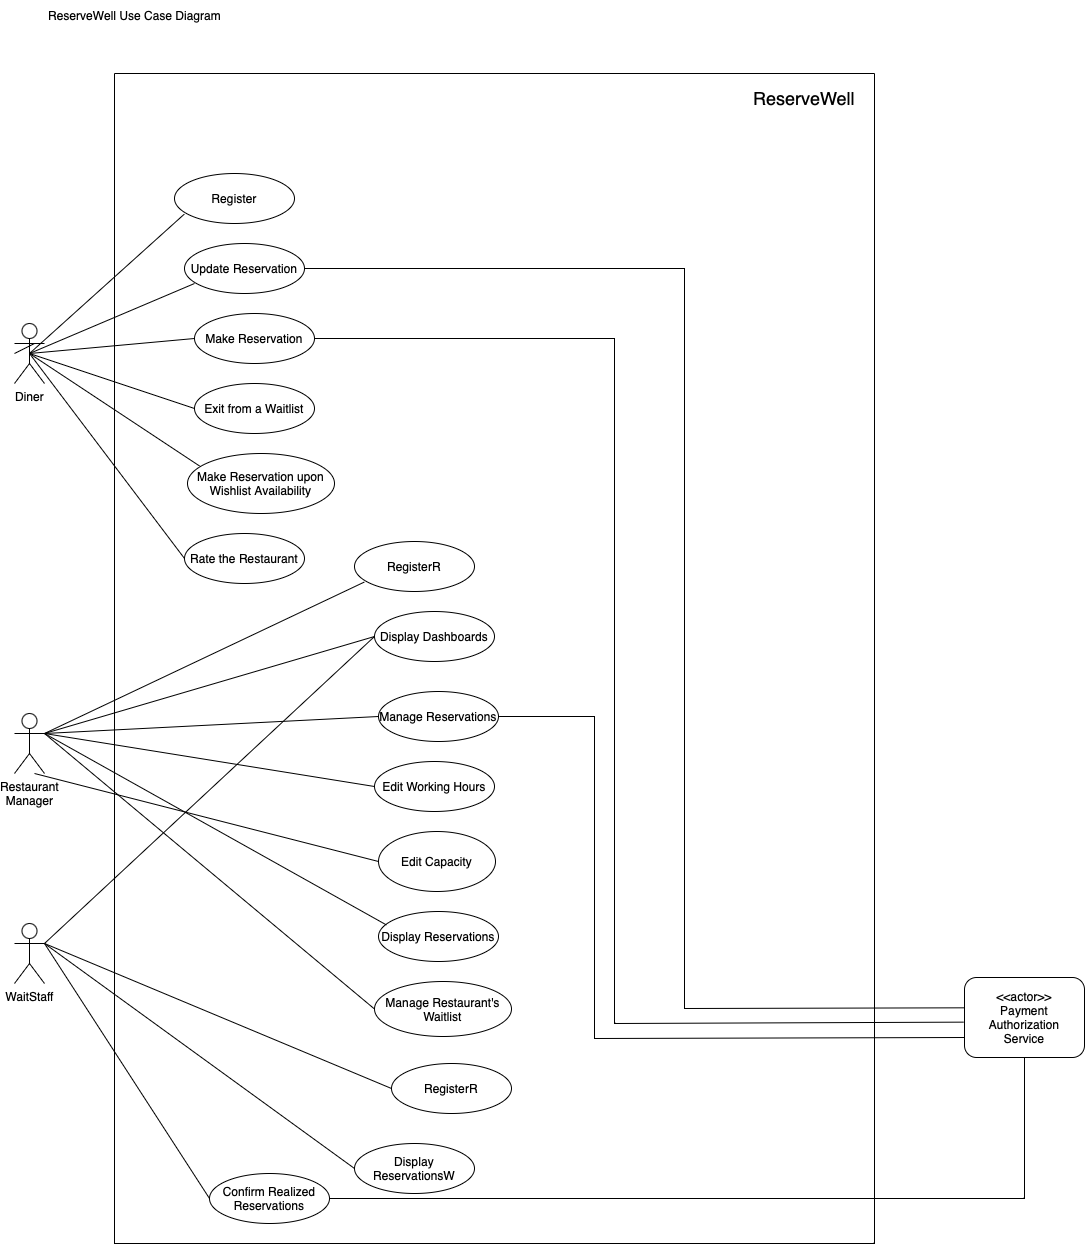 ReserveWell Use Case Diagram
ReserveWell
Register
Update Reservation
Make Reservation
Diner
Exit from a Waitlist
Make Reservation upon
Wishlist Availability
Rate the Restaurant
RegisterR
Display Dashboards
Manage Reservations
Restaurant
Manager
Edit Working Hours
Edit Capacity
Display Reservations
WaitStaff
Manage Restaurant's
Waitlist
<<actor>>
Payment
Authorization
Service
RegisterR
Display
ReservationsW
Confirm Realized
Reservations